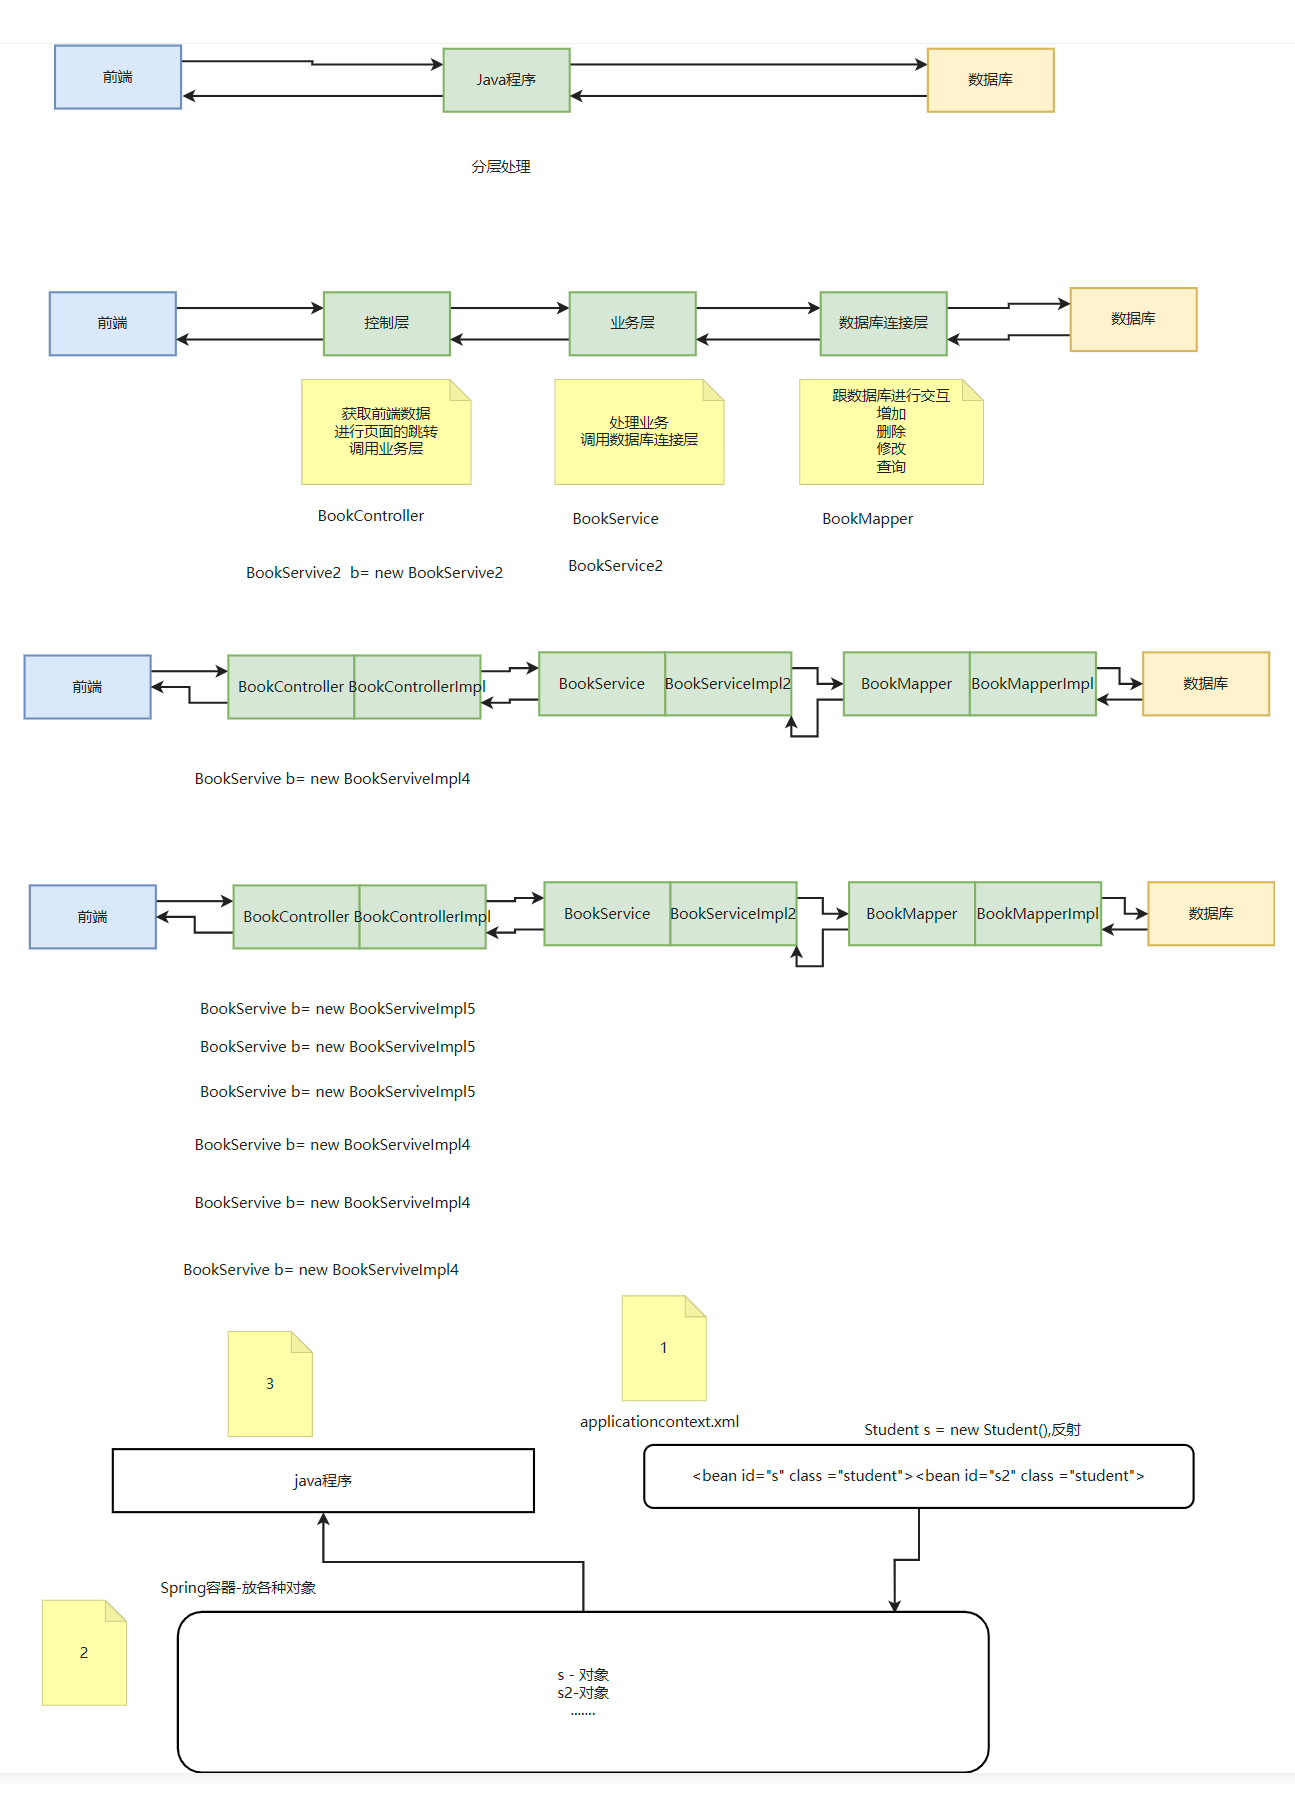 前端
Java程序
数据库
分层处理
前端
控制层
业务层
数据库连接层
数据库
获取前端数据
进行页面的跳转
调用业务层
处理业务
调用数据库连接层
跟数据库进行交互
增加
删除
修改
查询
BookController
BookService
BookMapper
BookServive2  b= new BookServive2
BookService2
前端
BookController
BookControllerImpl
BookService
BookServiceImpl2
BookMapper
BookMapperImpl
数据库
BookServive b= new BookServiveImpl4
前端
BookController
BookControllerImpl
BookService
BookServiceImpl2
BookMapper
BookMapperImpl
数据库
BookServive b= new BookServiveImpl5
BookServive b= new BookServiveImpl5
BookServive b= new BookServiveImpl5
BookServive b= new BookServiveImpl4
BookServive b= new BookServiveImpl4
BookServive b= new BookServiveImpl4
1
3
applicationcontext.xml
Student s = new Student(),反射
java程序
<bean id="s" class ="student"><bean id="s2" class ="student">
Spring容器-放各种对象
2
s - 对象
s2-对象
.......